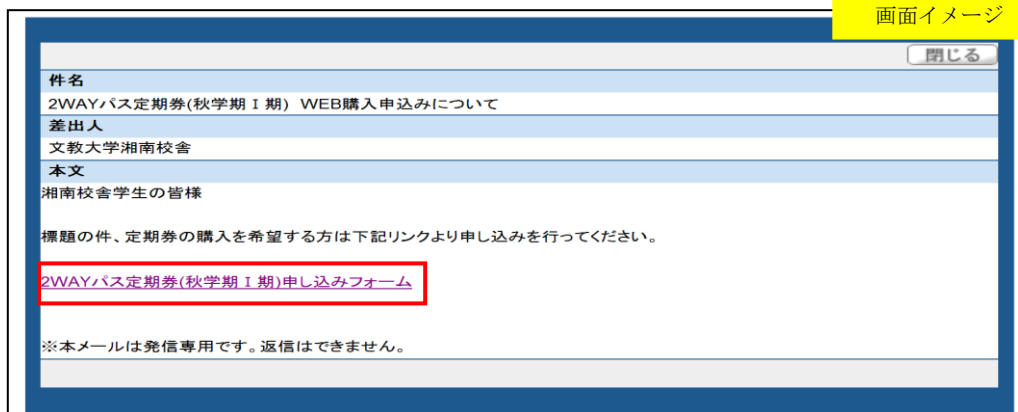 画面イメージ
閉じる
件名
2WAYパス定期券(秋学期Ⅰ期) WEB購入申込みについて
差出人
文教大学湘南校舎
本文
湘南校舎学生の皆様
標題の件、定期券の購入を希望する方は下記リンクより申し込みを行ってください。
2WAYパス定期券(秋学期Ⅰ期)申し込みフォーム
※本メールは発信専用です。返信はできません。